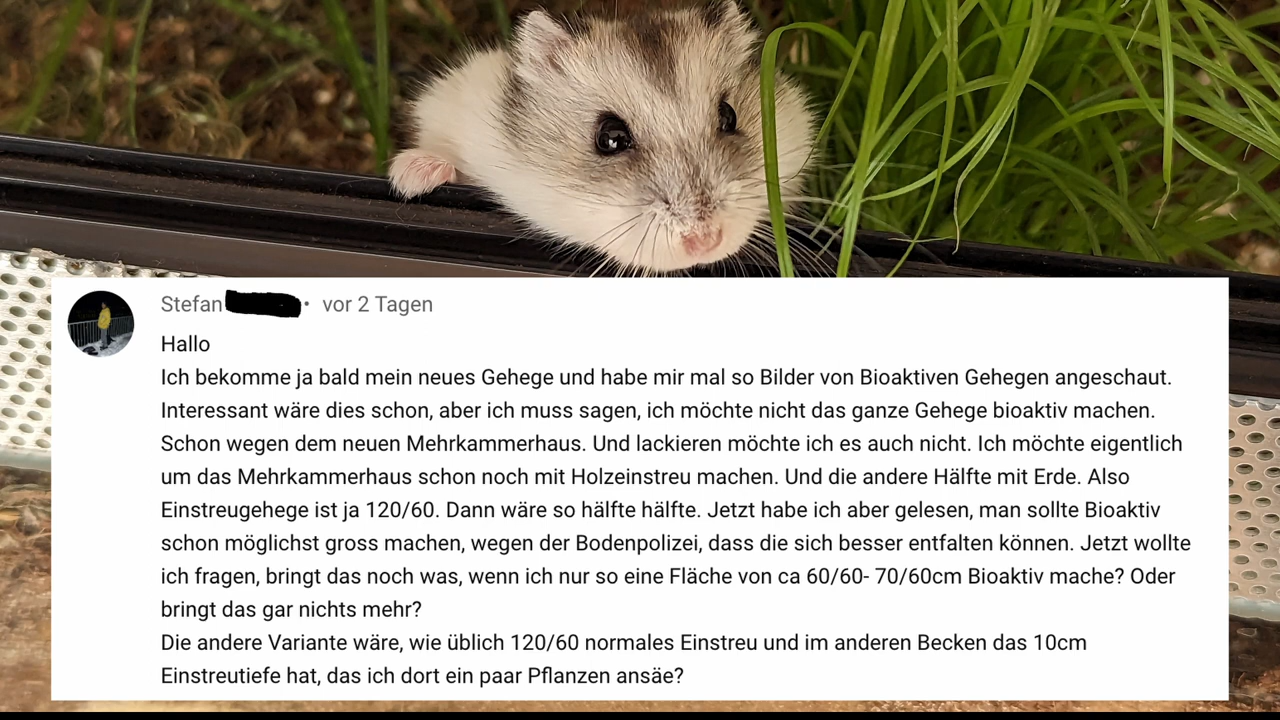 Stefan • vor 2 Tagen
Hallo
Ich bekomme ja bald mein neues Gehege und habe mir mal so Bilder von Bioaktiven Gehegen angeschaut.
Interessant wäre dies schon, aber ich muss sagen, ich möchte nicht das ganze Gehege bioaktiv machen.
Schon wegen dem neuen Mehrkammerhaus. Und lackieren möchte ich es auch nicht. Ich möchte eigentlich
um das Mehrkammerhaus schon noch mit Holzeinstreu machen. Und die andere Hälfte mit Erde. Also
Einstreugehege ist ja 120/60. Dann wäre so hälfte hälfte. Jetzt habe ich aber gelesen, man sollte Bioaktiv
schon möglichst gross machen, wegen der Bodenpolizei, dass die sich besser entfalten können. Jetzt wollte
ich fragen, bringt das noch was, wenn ich nur so eine Fläche von ca 60/60- 70/60cm Bioaktiv mache? Oder
bringt das gar nichts mehr?
Die andere Variante wäre, wie üblich 120/60 normales Einstreu und im anderen Becken das 10cm
Einstreutiefe hat, das ich dort ein paar Pflanzen ansäe?